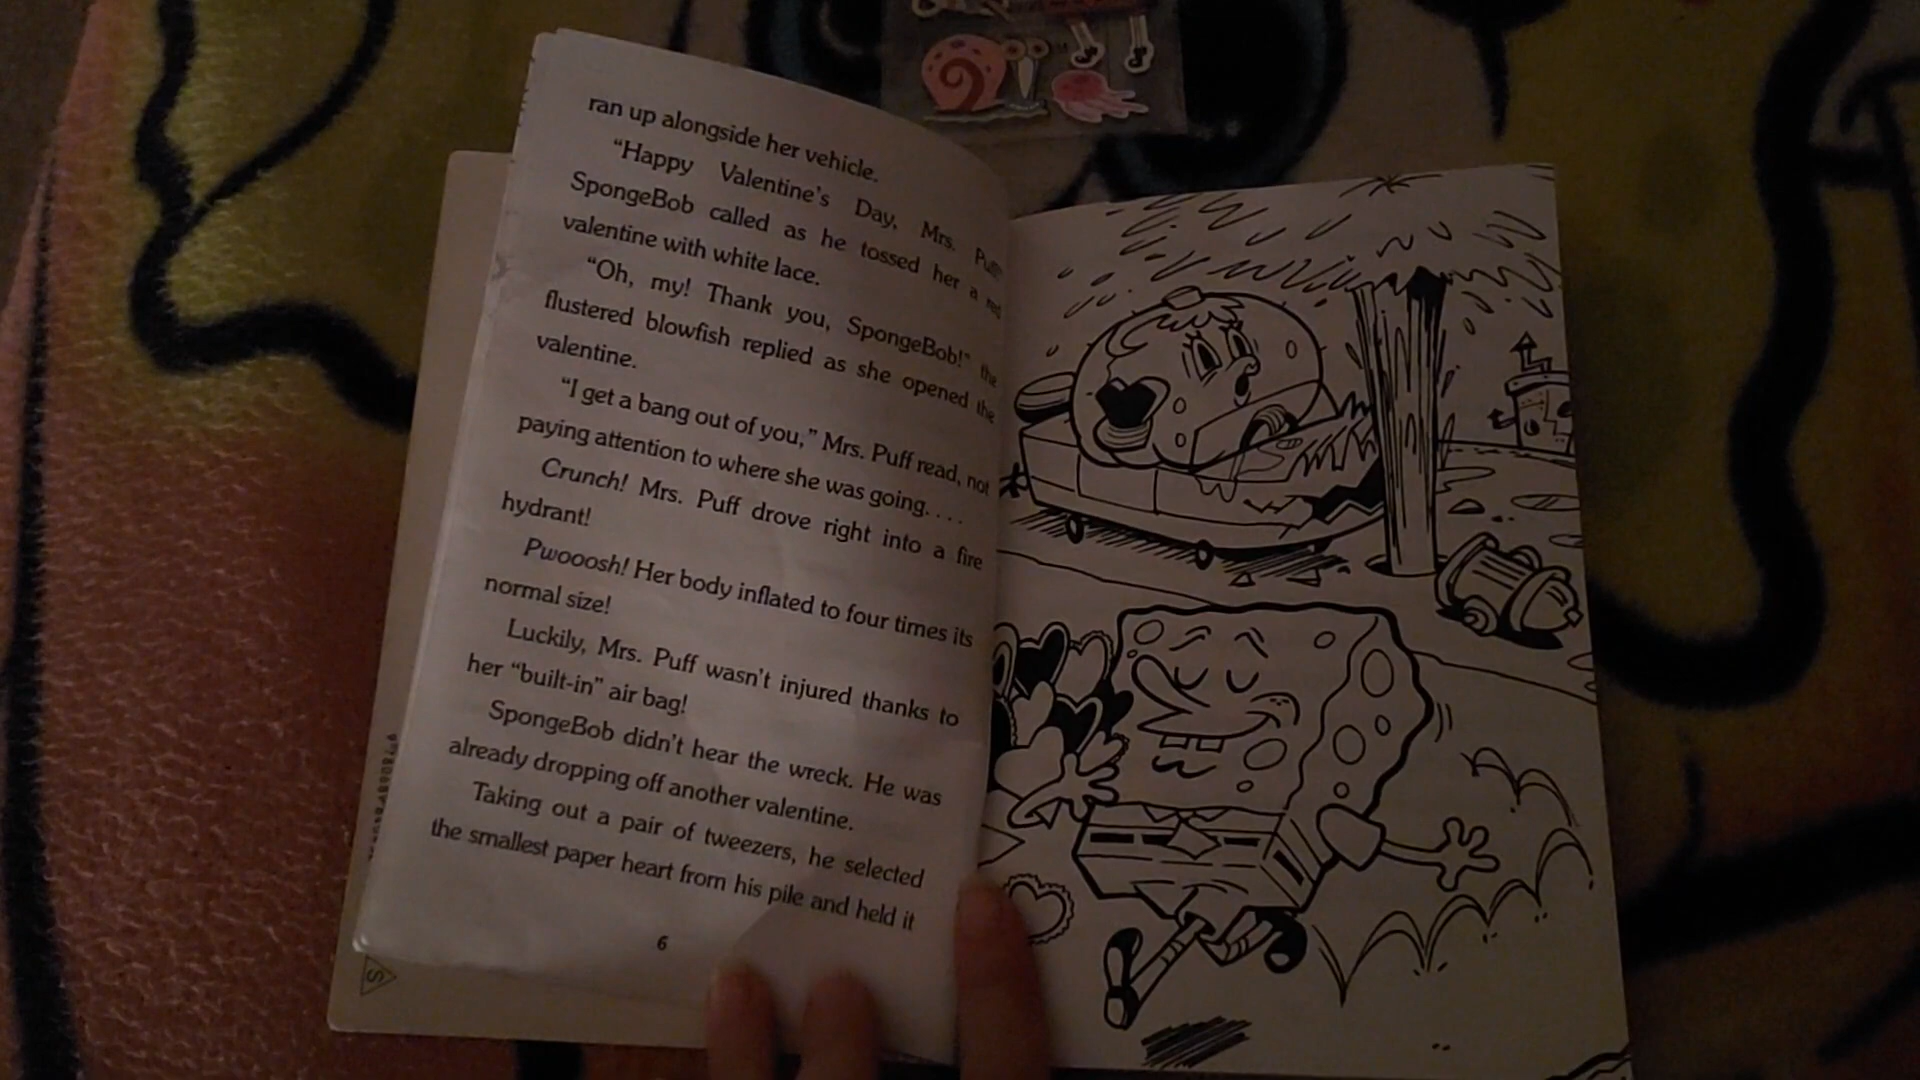 ran up alongside her vehicle.
“Happy Valentine’s Day, Mrs. Puff!”
SpongeBob called as he tossed her a red
valentine with white lace.
“Oh, my! Thank you, SpongeBob!” the
flustered blowfish replied as she opened the
valentine.
“I get a bang out of you,” Mrs. Puff read, not
paying attention to where she was going. . . .
Crunch! Mrs. Puff drove right into a fire
hydrant!
Pwooosh! Her body inflated to four times its
normal size!
Luckily, Mrs. Puff wasn’t injured thanks to
her “built-in” air bag!
SpongeBob didn’t hear the wreck. He was
already dropping off another valentine.
Taking out a pair of tweezers, he selected
the smallest paper heart from his pile and held it
6
S